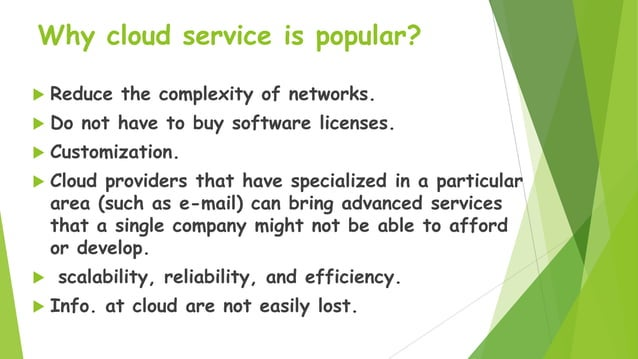 Why cloud service is popular?
Reduce the complexity of networks.
Do not have to buy software licenses.
Customization.
Cloud providers that have specialized in a particular
area (such as e-mail) can bring advanced services
that a single company might not be able to afford
or develop.
scalability, reliability, and efficiency.
Info. at cloud are not easily lost.